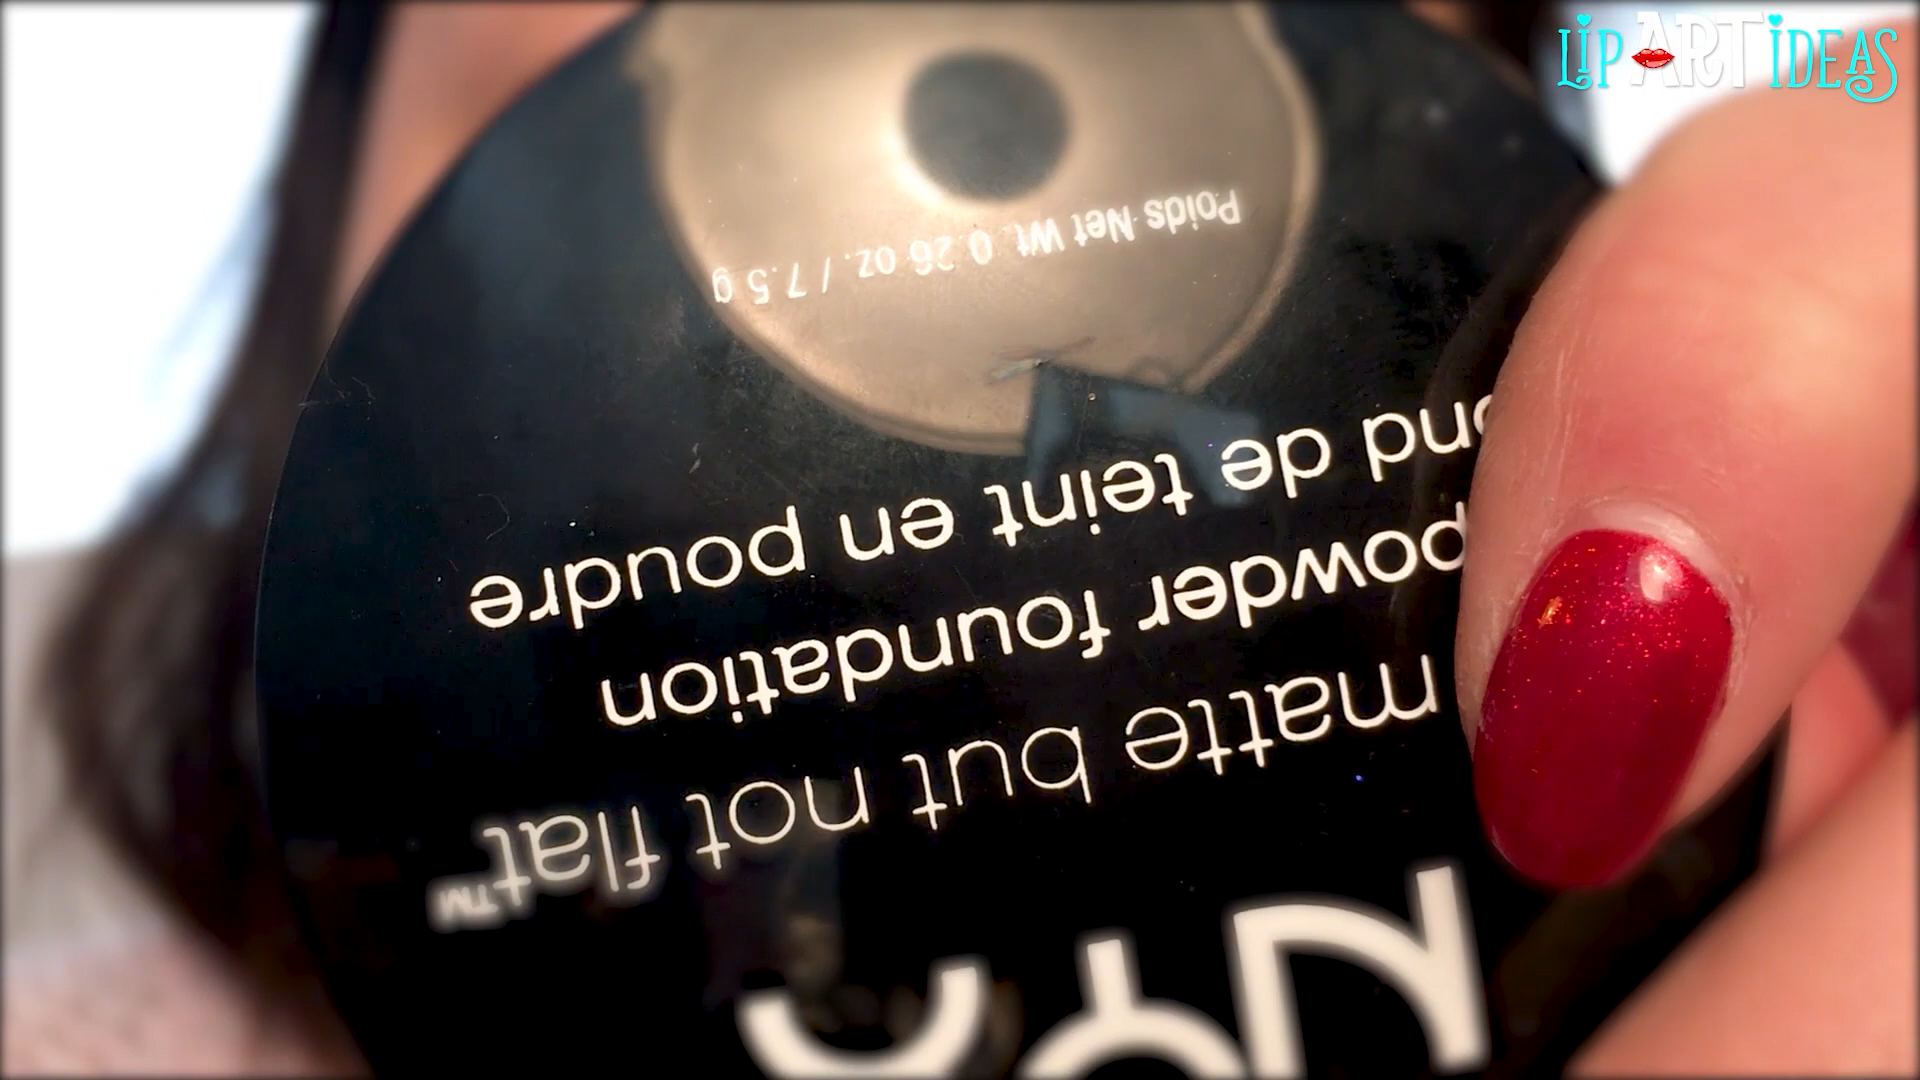 LIP ART IDEAS
matte but not flat™
powder foundation
ond de teint en poudre
Poids Net Wt. 0.26 oz. / 7.5 g